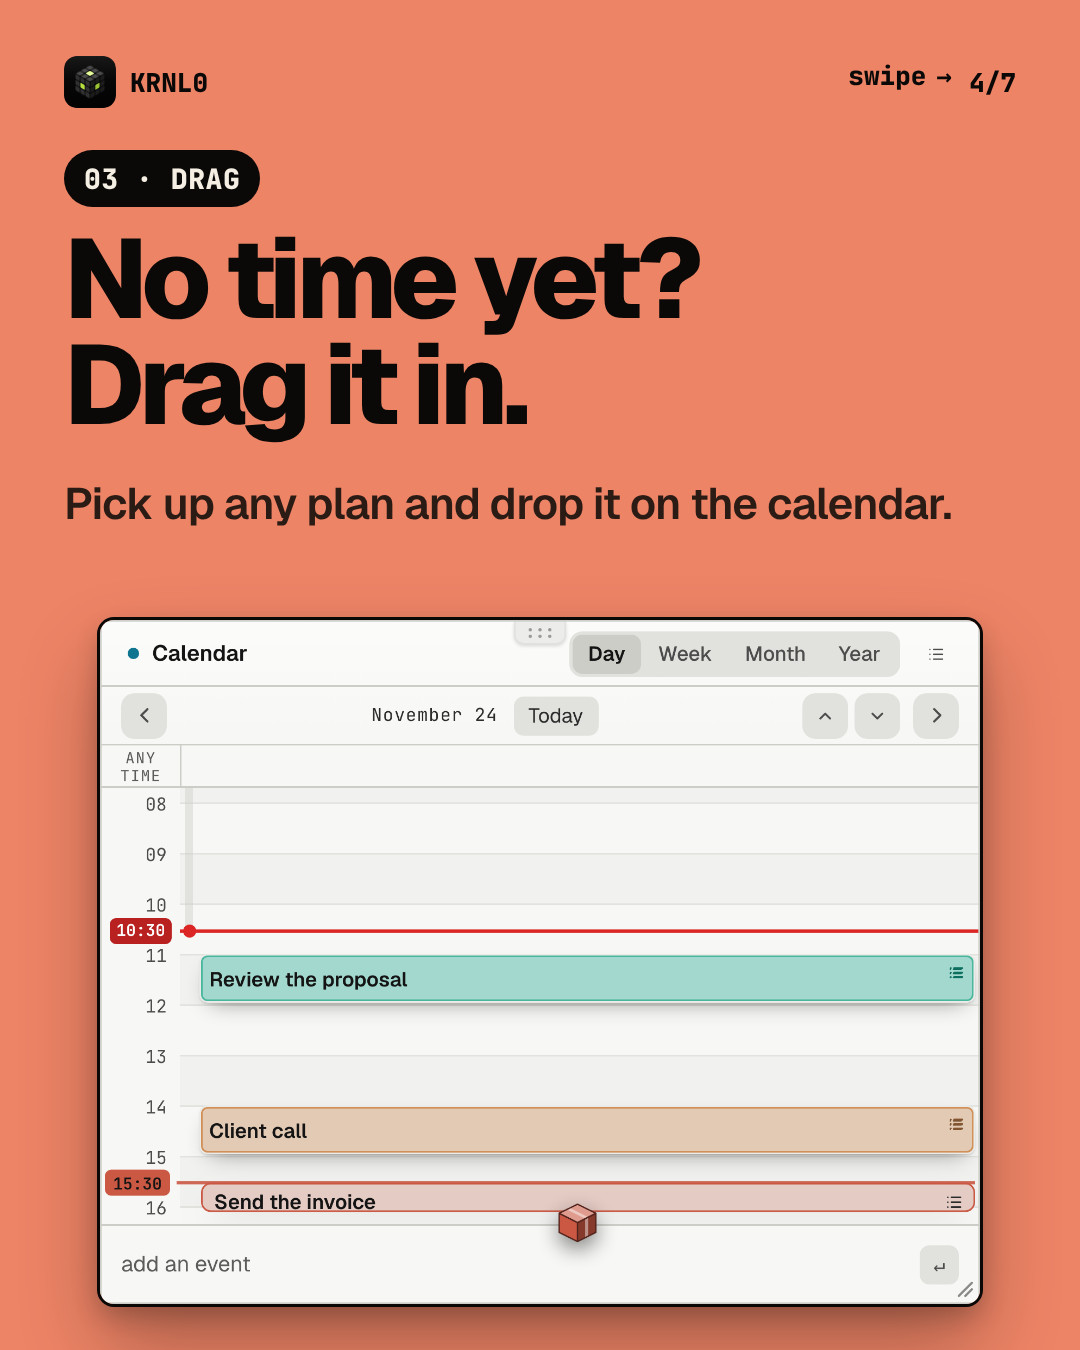 KRNL0
swipe → 4/7
03 · DRAG
No time yet?
Drag it in.
Pick up any plan and drop it on the calendar.
Calendar
Day Week Month Year
November 24 Today
ANY
TIME
08
09
10
10:30
11
Review the proposal
12
13
14
Client call
15
15:30
Send the invoice
16
add an event